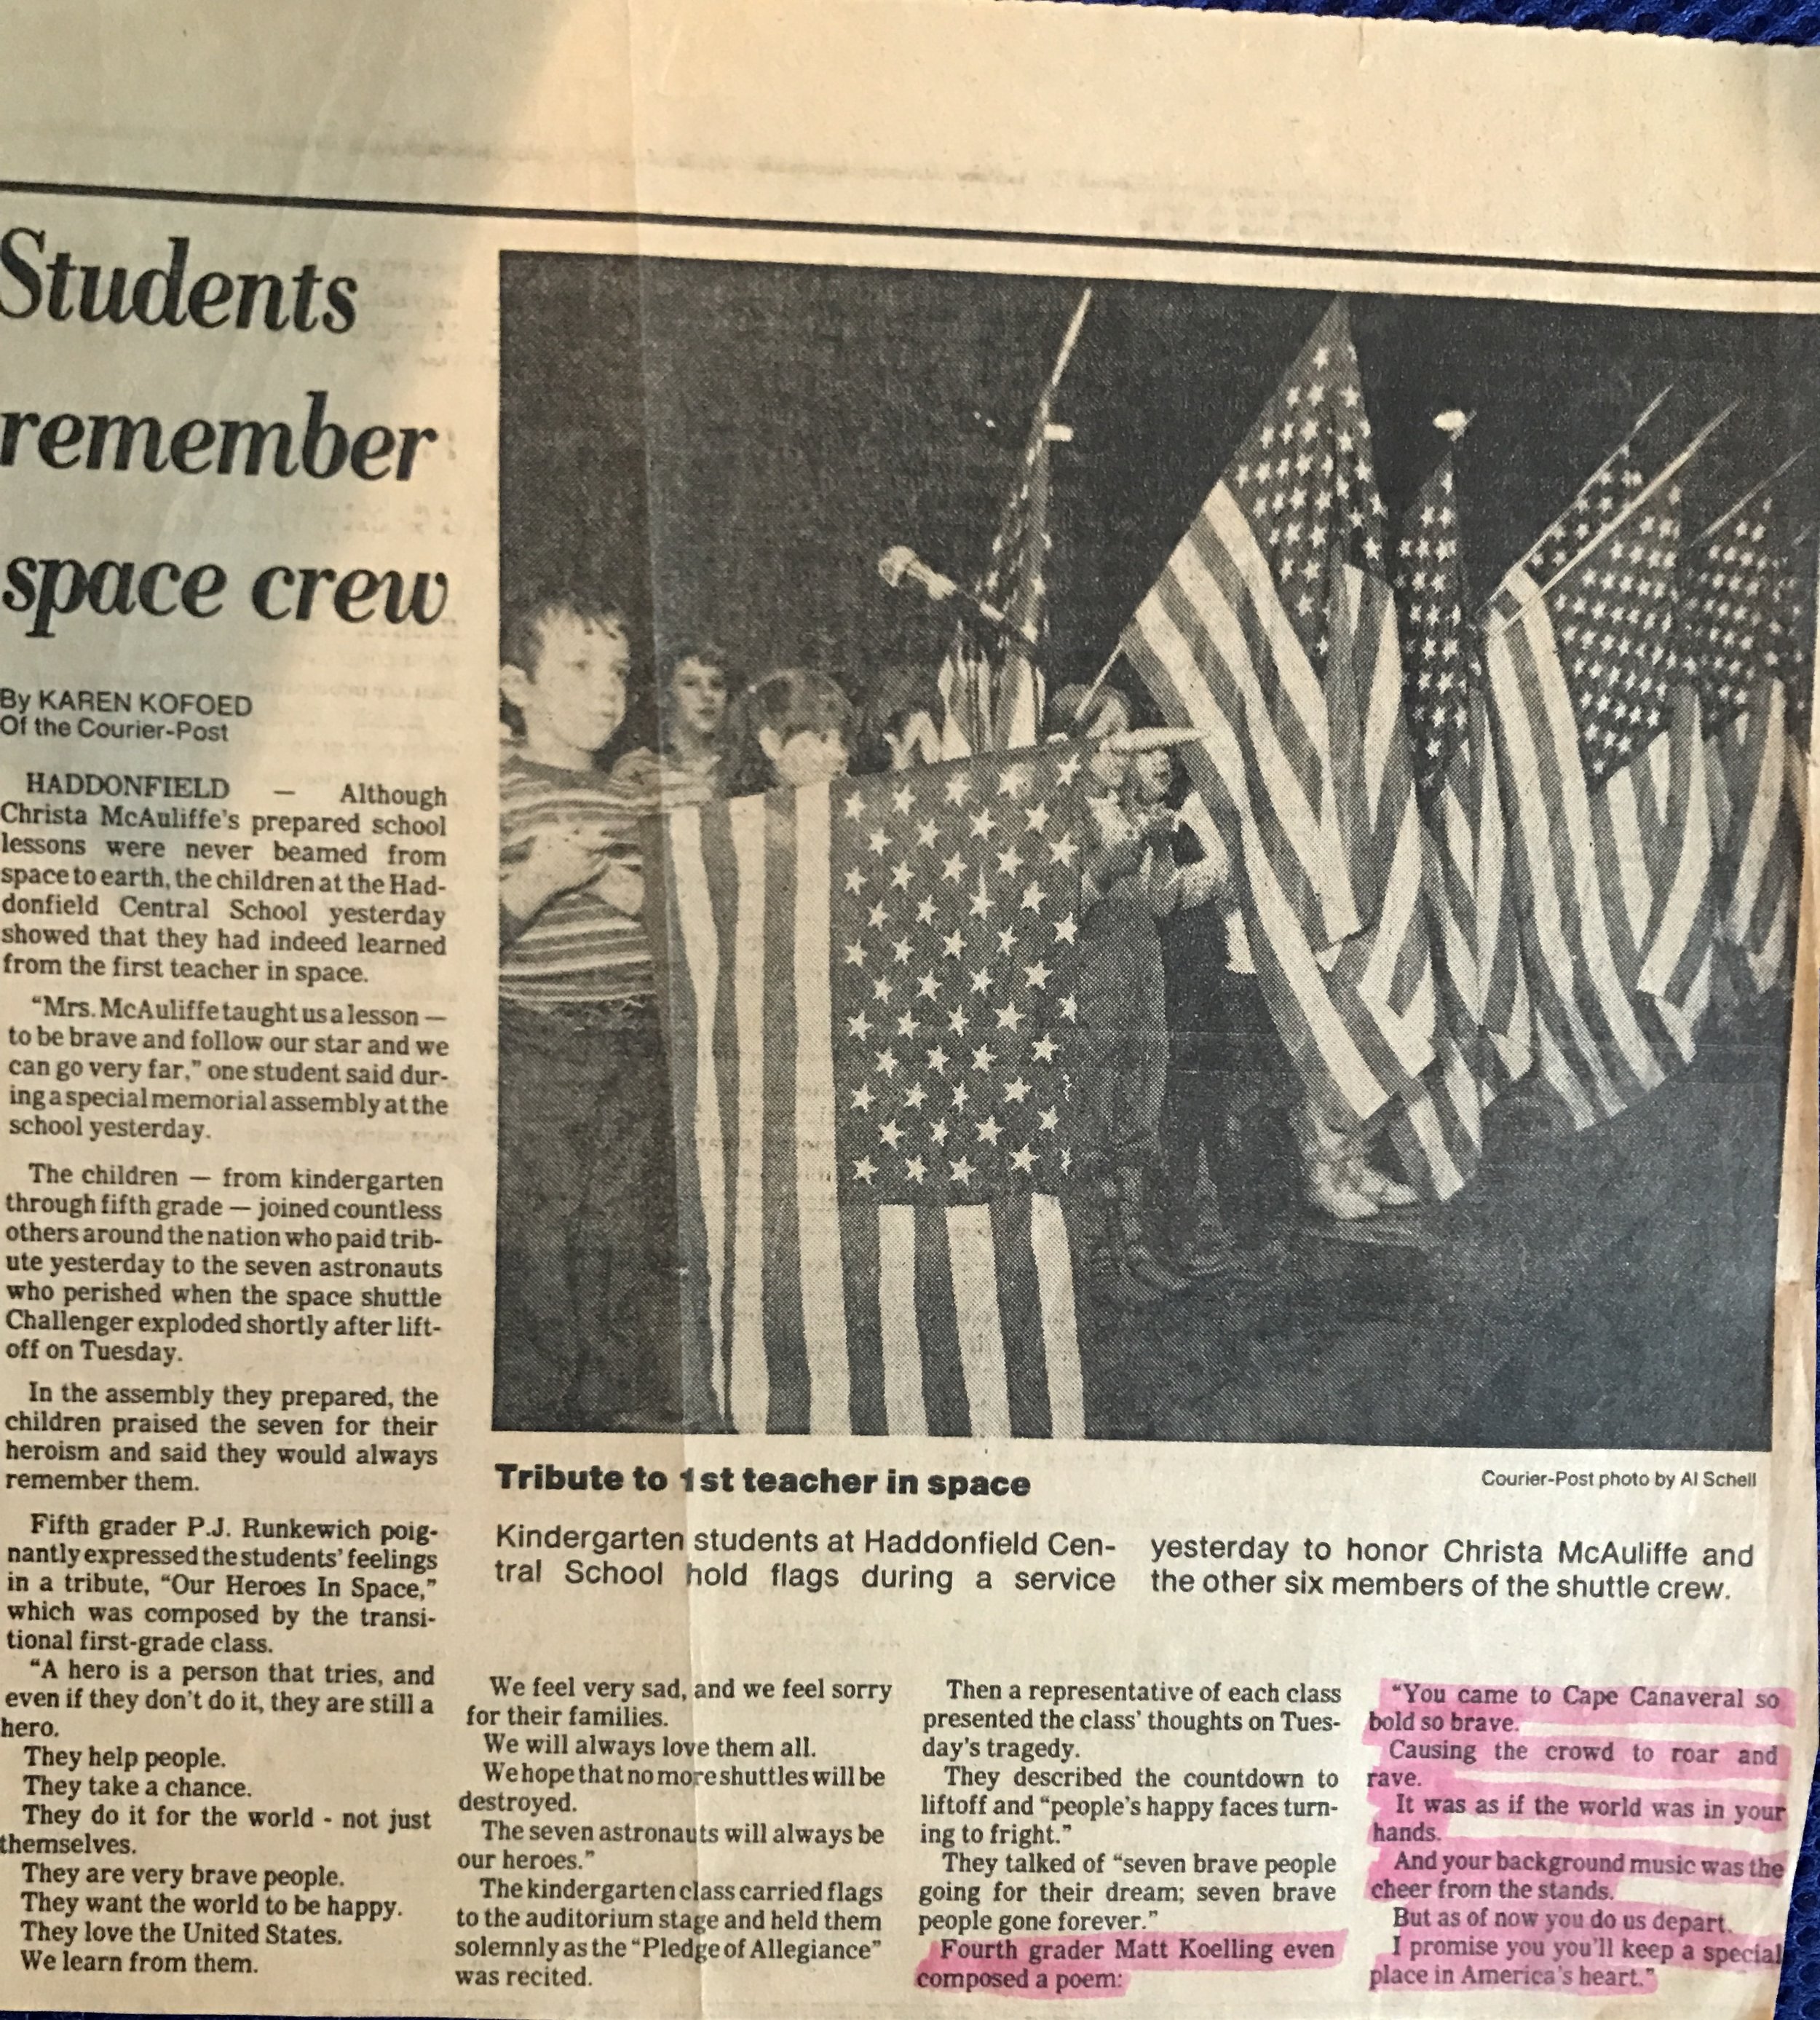 Students
remember
space crew
By KAREN KOFOED
Of the Courier-Post
HADDONFIELD — Although
Christa McAuliffe's prepared school
lessons were never beamed from
space to earth, the children at the Had-
donfield Central School yesterday
showed that they had indeed learned
from the first teacher in space.
“Mrs. McAuliffe taught us a lesson —
to be brave and follow our star and we
can go very far,” one student said dur-
ing a special memorial assembly at the
school yesterday.
The children — from kindergarten
through fifth grade — joined countless
others around the nation who paid trib-
ute yesterday to the seven astronauts
who perished when the space shuttle
Challenger exploded shortly after lift-
off on Tuesday.
In the assembly they prepared, the
children praised the seven for their
heroism and said they would always
remember them.
Fifth grader P.J. Runkewich poig-
nantly expressed the students' feelings
in a tribute, “Our Heroes In Space,”
which was composed by the transi-
tional first-grade class.
“A hero is a person that tries, and
even if they don't do it, they are still a
hero.
They help people.
They take a chance.
They do it for the world - not just
themselves.
They are very brave people.
They want the world to be happy.
They love the United States.
We learn from them.
Tribute to 1st teacher in space
Courier-Post photo by Al Schell
Kindergarten students at Haddonfield Cen-
tral School hold flags during a service
yesterday to honor Christa McAuliffe and
the other six members of the shuttle crew.
We feel very sad, and we feel sorry
for their families.
We will always love them all.
We hope that no more shuttles will be
destroyed.
The seven astronauts will always be
our heroes.”
The kindergarten class carried flags
to the auditorium stage and held them
solemnly as the “Pledge of Allegiance”
was recited.
Then a representative of each class
presented the class' thoughts on Tues-
day's tragedy.
They described the countdown to
liftoff and “people's happy faces turn-
ing to fright.”
They talked of “seven brave people
going for their dream; seven brave
people gone forever.”
Fourth grader Matt Koelling even
composed a poem:
“You came to Cape Canaveral so
bold so brave.
Causing the crowd to roar and
rave.
It was as if the world was in your
hands.
And your background music was the
cheer from the stands.
But as of now you do us depart.
I promise you you'll keep a special
place in America's heart.”